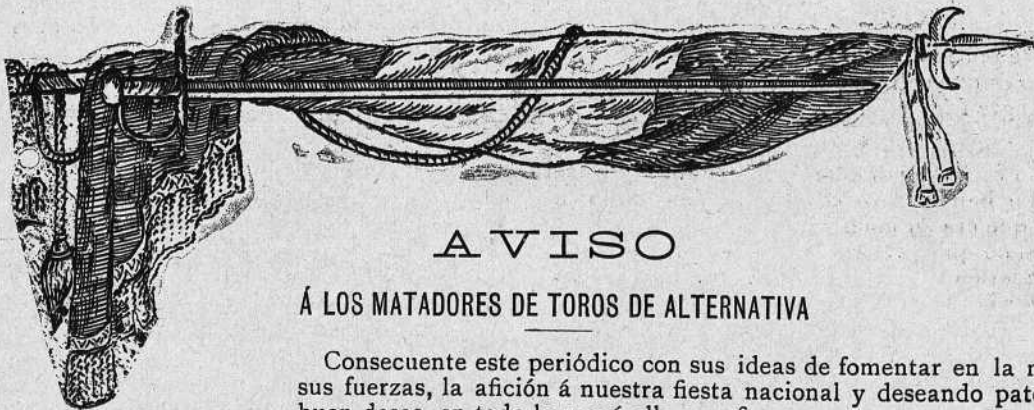 AVISO
Á LOS MATADORES DE TOROS DE ALTERNATIVA
Consecuente este periódico con sus ideas de fomentar en la
sus fuerzas, la afición á nuestra fiesta nacional y deseando